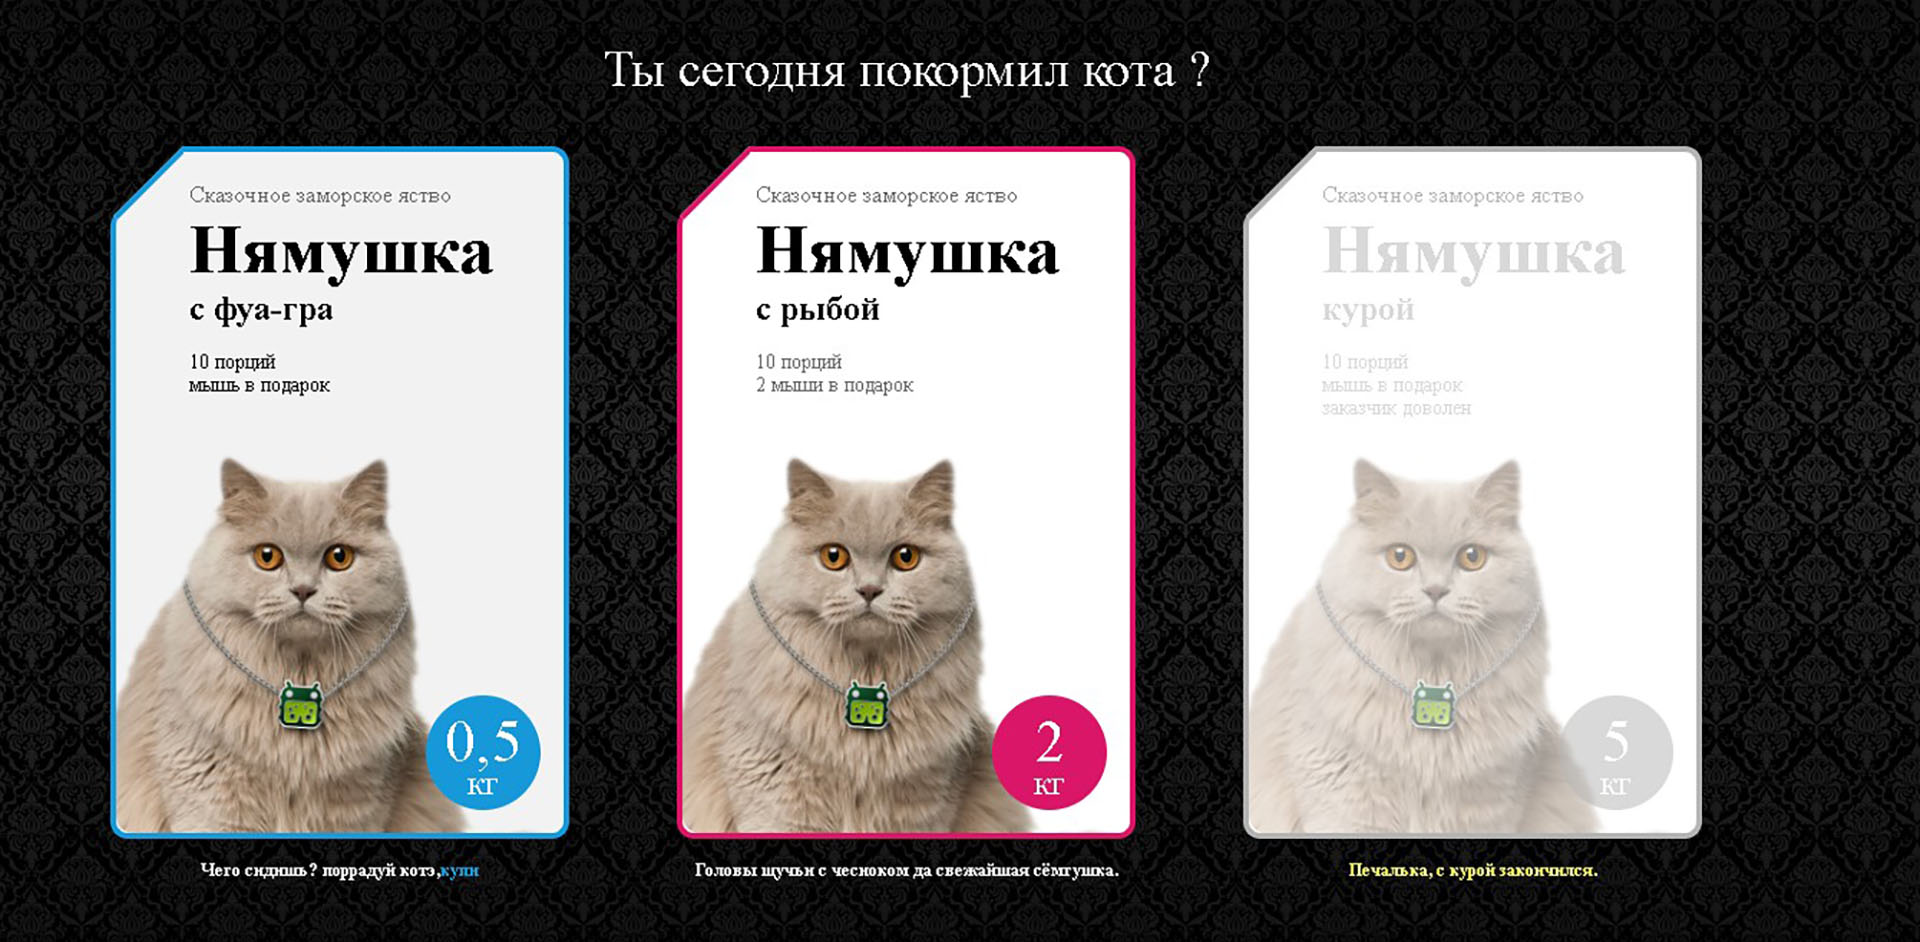 Ты сегодня покормил кота ?
Сказочное заморское яство
Нямушка
с фуа-гра
10 порций
мышь в подарок
0,5
кг
Чего сидишь? поррадуй котэ,купи
Сказочное заморское яство
Нямушка
с рыбой
10 порций
2 мыши в подарок
2
кг
Головы щучьи с чесноком да свежайшая сёмгушка.
Сказочное заморское яство
Нямушка
курой
10 порций
мышь в подарок
заказчик доволен
5
кг
Печалька, с курой закончился.